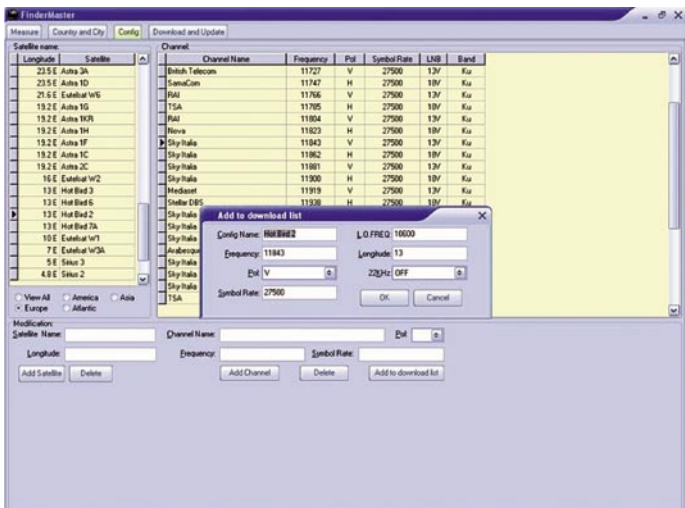 FinderMaster
Measure Country and City Config Download and Update
Satellite name:
Longitude Satellite
23.5 E Astra 3A
23.5 E Astra 1D
21.6 E Eutelsat W6
19.2 E Astra 1G
19.2 E Astra 1KR
19.2 E Astra 1H
19.2 E Astra 1F
19.2 E Astra 1C
19.2 E Astra 2C
16 E Eutelsat W2
13 E Hot Bird 3
13 E Hot Bird 6
13 E Hot Bird 2
13 E Hot Bird 7A
10 E Eutelsat W1
7 E Eutelsat W3A
5 E Sirius 3
4.8 E Sirius 2
View All America Asia
Europe Atlantic
Channel:
Channel Name Frequency Pol Symbol Rate LNB Band
British Telecom 11727 V 27500 13V Ku
SamaCom 11747 H 27500 18V Ku
RAI 11766 V 27500 13V Ku
TSA 11785 H 27500 18V Ku
RAI 11804 V 27500 13V Ku
Nova 11823 H 27500 18V Ku
Sky Italia 11843 V 27500 13V Ku
Sky Italia 11862 H 27500 18V Ku
Sky Italia 11881 V 27500 13V Ku
Sky Italia 11900 H 27500 18V Ku
Mediaset 11919 V 27500 13V Ku
Stellar DBS 11938 H 27500 18V Ku
Sky Italia
Sky Italia
Sky Italia
Arabesque
Sky Italia
Sky Italia
Sky Italia
TSA
Add to download list
Config Name: Hot Bird 2 L.O.FREQ: 10600
Frequency: 11843 Longitude: 13
Pol: V 22KHz: OFF
Symbol Rate: 27500 OK Cancel
Modification:
Satellite Name: Channel Name: Pol:
Longitude: Frequency: Symbol Rate:
Add Satellite Delete Add Channel Delete Add to download list